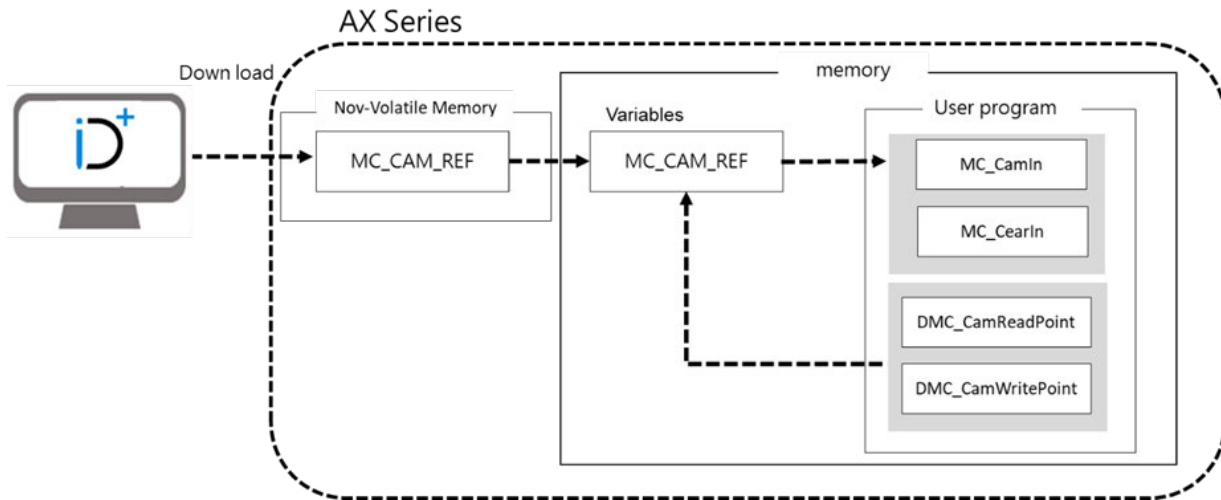 AX Series
Down load
iD+
memory
Nov-Volatile Memory
MC_CAM_REF
Variables
MC_CAM_REF
User program
MC_CamIn
MC_CearIn
DMC_CamReadPoint
DMC_CamWritePoint